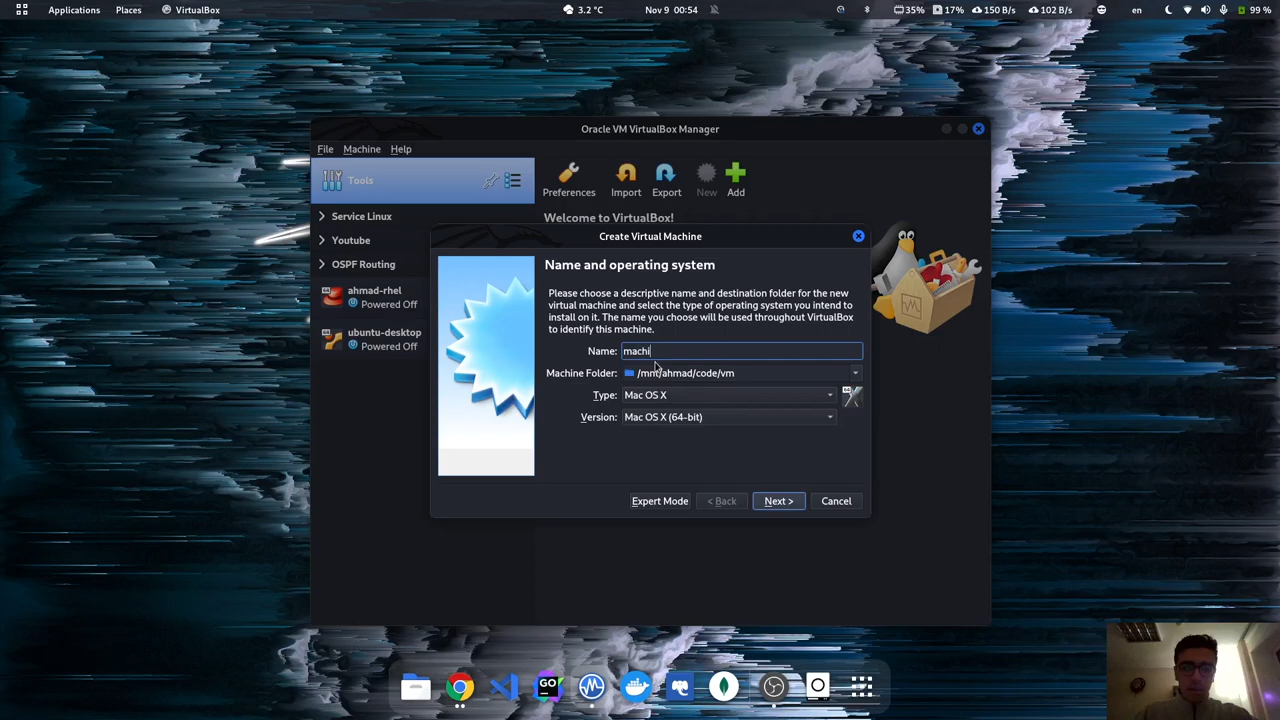 Applications Places VirtualBox 3.2 °C Nov 9 00:54 35% 17% 150 B/s 102 B/s en 99 %
Oracle VM VirtualBox Manager
File Machine Help
Tools
Preferences Import Export New Add
Service Linux
Youtube
OSPF Routing
ahmad-rhel
Powered Off
ubuntu-desktop
Powered Off
Welcome to VirtualBox!
Create Virtual Machine
Name and operating system
Please choose a descriptive name and destination folder for the new
virtual machine and select the type of operating system you intend to
install on it. The name you choose will be used throughout VirtualBox
to identify this machine.
Name: machi
Machine Folder: /mnt/ahmad/code/vm
Type: Mac OS X
Version: Mac OS X (64-bit)
Expert Mode < Back Next > Cancel
GO